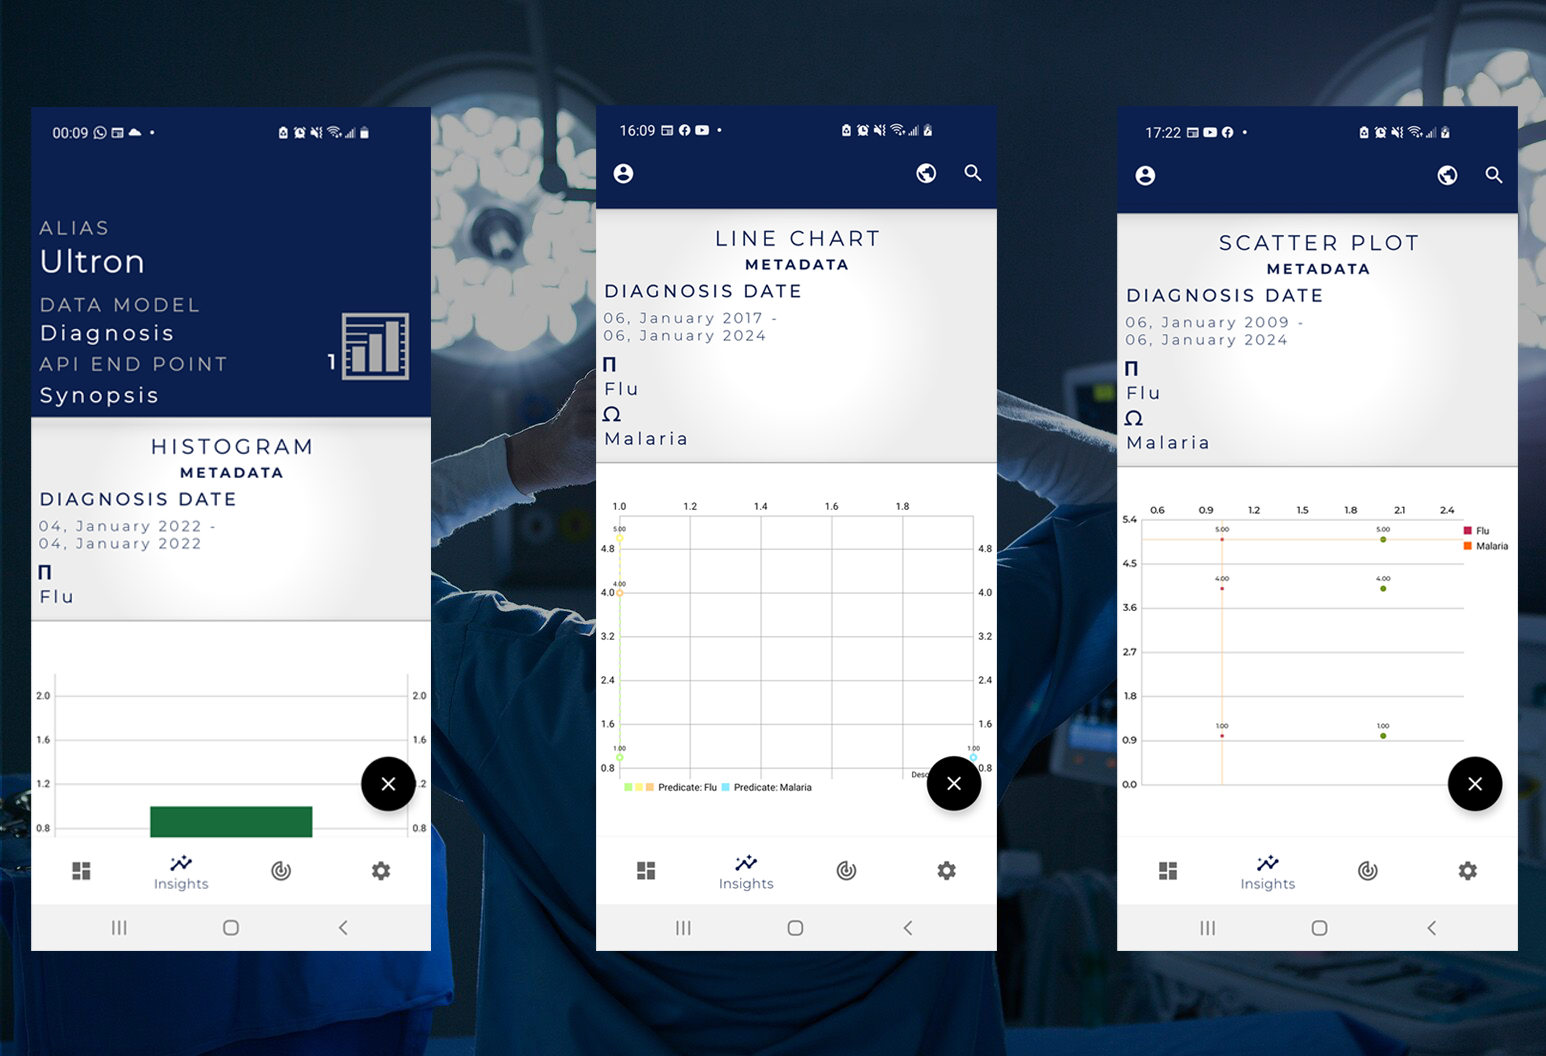 00:09
ALIAS
Ultron
DATA MODEL
Diagnosis
API END POINT
1
Synopsis
HISTOGRAM
METADATA
DIAGNOSIS DATE
04, January 2022 -
04, January 2022
Π
Flu
2.0 2.0
1.6 1.6
1.2 .2
0.8 0.8
Insights
16:09
LINE CHART
METADATA
DIAGNOSIS DATE
06, January 2017 -
06, January 2024
Π
Flu
Ω
Malaria
1.0 1.2 1.4 1.6 1.8
5.00
4.8 4.8
4.00
4.0 4.0
3.2 3.2
2.4 2.4
1.6 1.6
1.00 1.00
0.8 Desc 0.8
Predicate: Flu Predicate: Malaria
Insights
17:22
SCATTER PLOT
METADATA
DIAGNOSIS DATE
06, January 2009 -
06, January 2024
Π
Flu
Ω
Malaria
0.6 0.9 1.2 1.5 1.8 2.1 2.4
5.4
5.00 5.00 Flu
Malaria
4.5
4.00 4.00
3.6
2.7
1.8
1.00 1.00
0.9
0.0
Insights